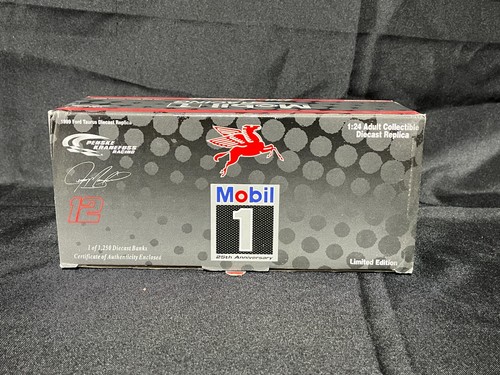 1999 Ford Taurus Diecast Replica
1:24 Adult Collectible
Diecast Replica
PENSKE
KRANEFUSS
RACING
12
Mobil
1
25th Anniversary
1 of 1,250 Diecast Banks
Certificate of Authenticity Enclosed
Limited Edition